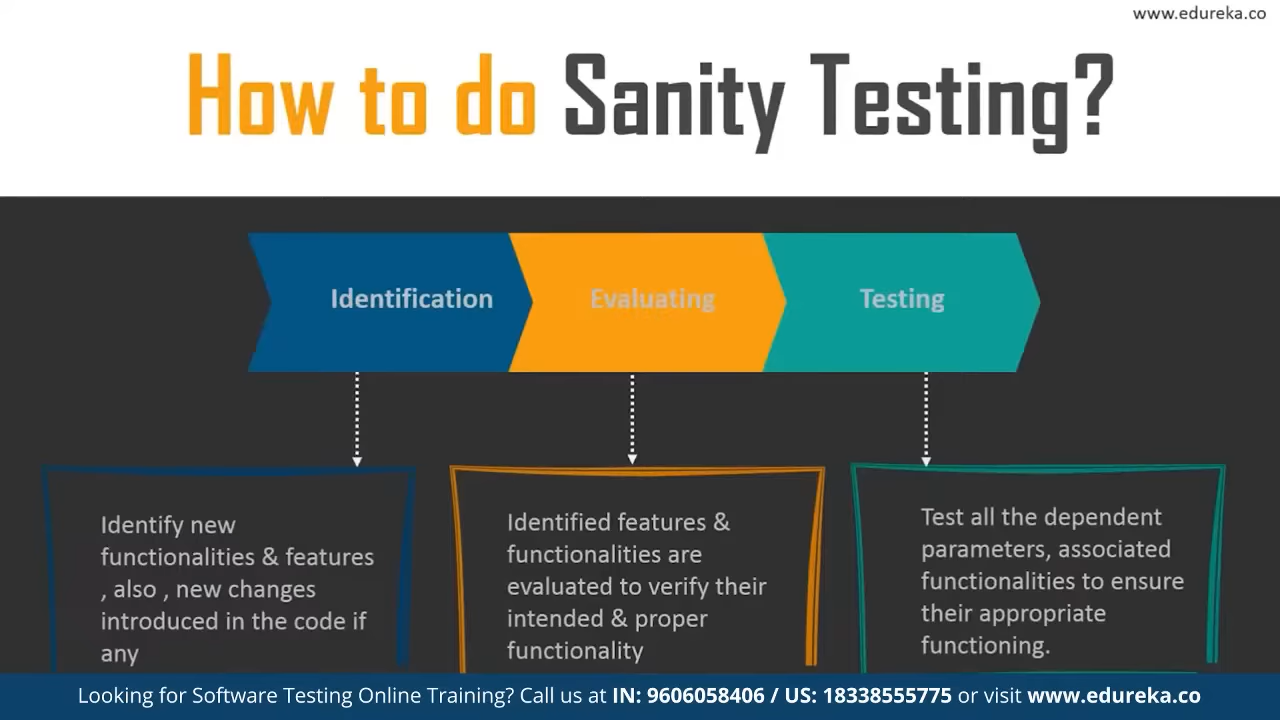 www.edureka.co
How to do Sanity Testing?
Identification
Evaluating
Testing
Identify new
functionalities & features
, also , new changes
introduced in the code if
any
Identified features &
functionalities are
evaluated to verify their
intended & proper
functionality
Test all the dependent
parameters, associated
functionalities to ensure
their appropriate
functioning.
Looking for Software Testing Online Training? Call us at IN: 9606058406 / US: 18338555775 or visit www.edureka.co